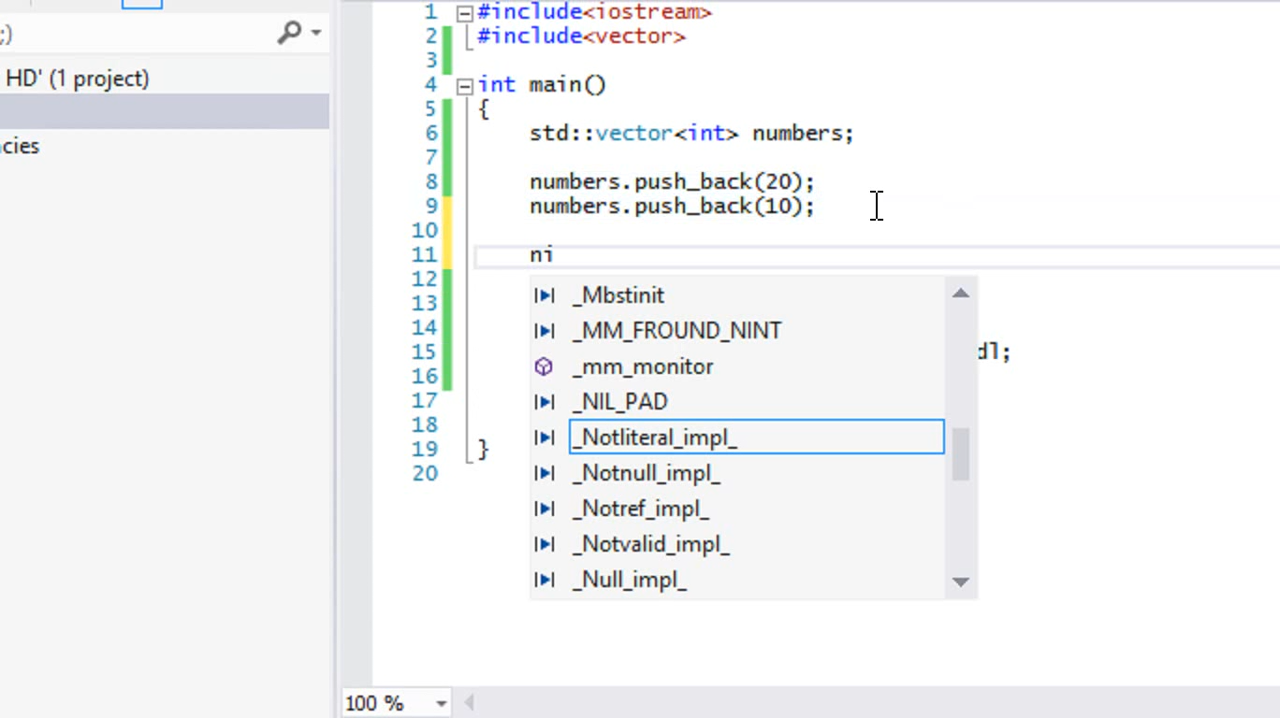 ;)
HD' (1 project)
cies
1 #include<iostream>
2 #include<vector>
3
4 int main()
5 {
6 std::vector<int> numbers;
7
8 numbers.push_back(20);
9 numbers.push_back(10);
10
11 ni
12
13
14
15 dl;
16
17
18
19 }
20
_Mbstinit
_MM_FROUND_NINT
_mm_monitor
_NIL_PAD
_Notliteral_impl_
_Notnull_impl_
_Notref_impl_
_Notvalid_impl_
_Null_impl_
100 %